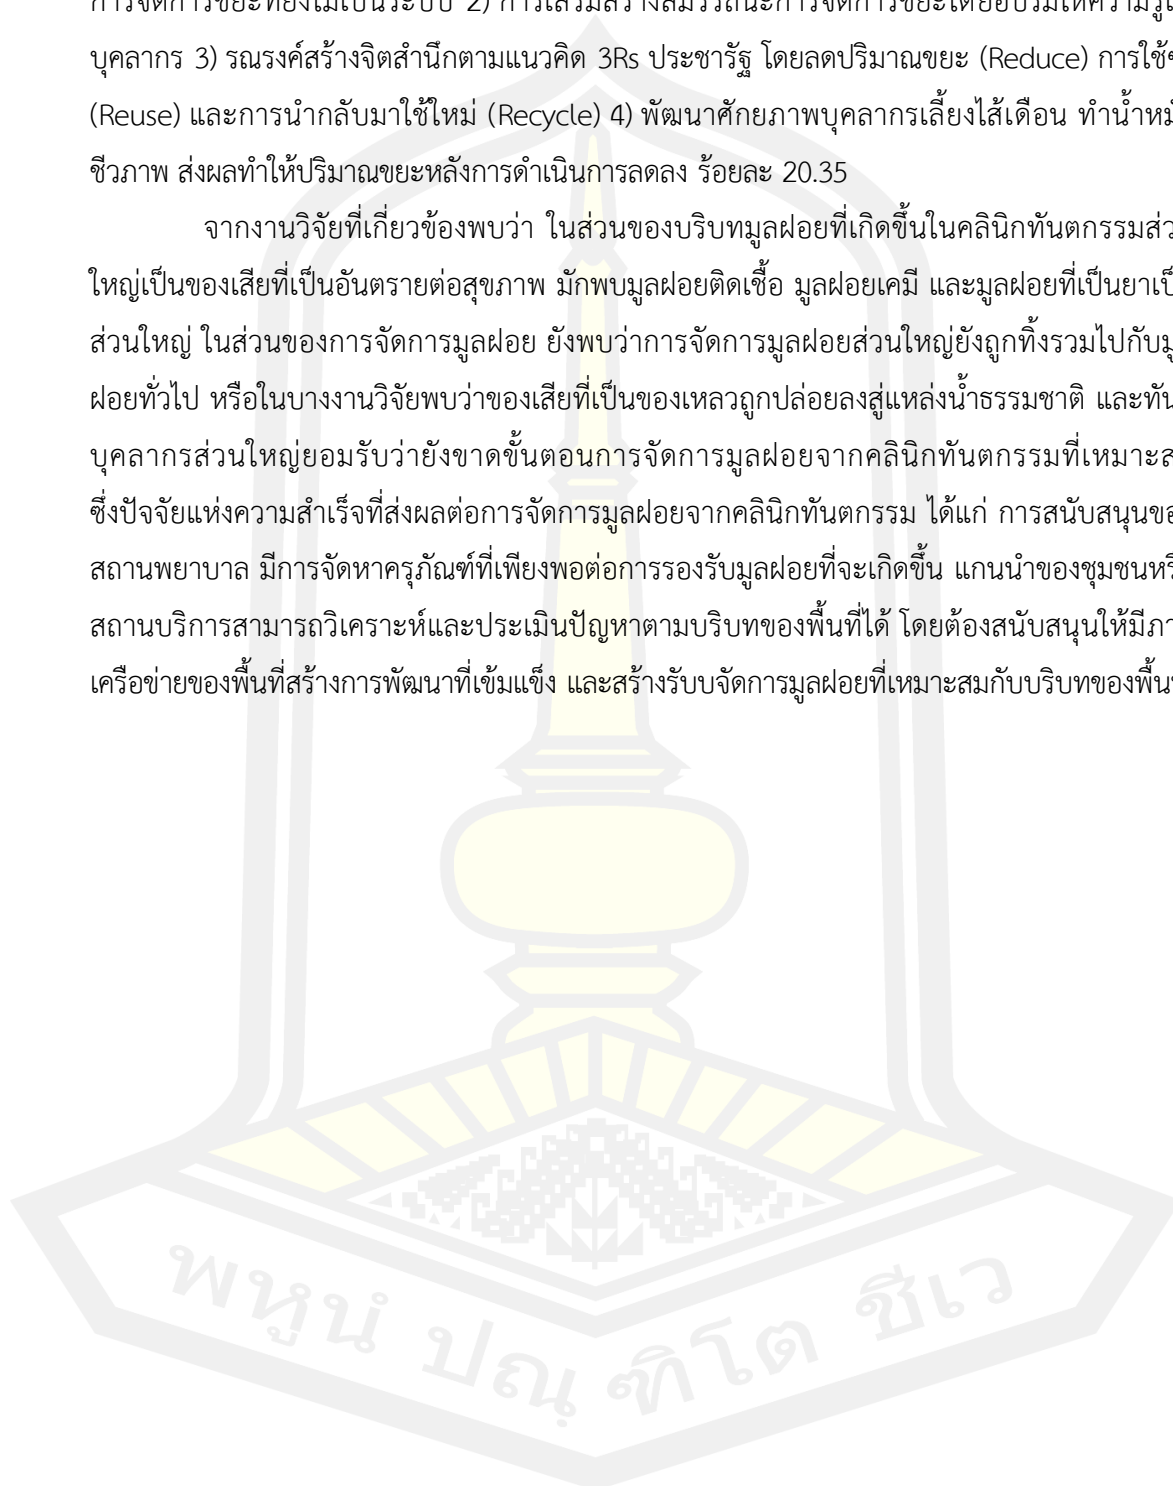 การจัดการขยะที่ยังไม่เป็นระบบ 2) การเสริมสร้างสมรรถนะการจัดการขยะโดยอบรมให้ความรู้
บุคลากร 3) รณรงค์สร้างจิตสำนึกตามแนวคิด 3Rs ประชารัฐ โดยลดปริมาณขยะ (Reduce) การใช้
(Reuse) และการนำกลับมาใช้ใหม่ (Recycle) 4) พัฒนาศักยภาพบุคลากรเลี้ยงไส้เดือน ทำน้ำ
ชีวภาพ ส่งผลทำให้ปริมาณขยะหลังการดำเนินการลดลง ร้อยละ 20.35
จากงานวิจัยที่เกี่ยวข้องพบว่า ในส่วนของบริบทมูลฝอยที่เกิดขึ้นในคลินิกทันตกรรมส่ว
ใหญ่เป็นของเสียที่เป็นอันตรายต่อสุขภาพ มักพบมูลฝอยติดเชื้อ มูลฝอยเคมี และมูลฝอยที่เป็นยา
ส่วนใหญ่ ในส่วนของการจัดการมูลฝอย ยังพบว่าการจัดการมูลฝอยส่วนใหญ่ยังถูกทิ้งรวมไปกับ
ฝอยทั่วไป หรือในบางงานวิจัยพบว่าของเสียที่เป็นของเหลวถูกปล่อยลงสู่แหล่งน้ำธรรมชาติ และทัน
บุคลากรส่วนใหญ่ยอมรับว่ายังขาดขั้นตอนการจัดการมูลฝอยจากคลินิกทันตกรรมที่เหมาะส
ซึ่งปัจจัยแห่งความสำเร็จที่ส่งผลต่อการจัดการมูลฝอยจากคลินิกทันตกรรม ได้แก่ การสนับสนุน
สถานพยาบาล มีการจัดหาครุภัณฑ์ที่เพียงพอต่อการรองรับมูลฝอยที่จะเกิดขึ้น แกนนำของชุมชน
สถานบริการสามารถวิเคราะห์และประเมินปัญหาตามบริบทของพื้นที่ได้ โดยต้องสนับสนุนให้มีภา
เครือข่ายของพื้นที่สร้างการพัฒนาที่เข้มแข็ง และสร้างรับบจัดการมูลฝอยที่เหมาะสมกับบริบทของพื้น
พหูนํ ปณฺฑิโต ชีเว